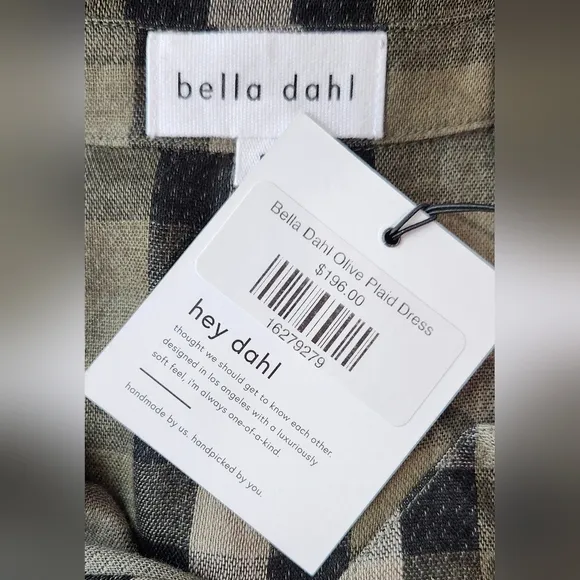 bella dahl
Bella Dahl Olive Plaid Dress
$196.00
16279279
hey dahl
thought we should get to know each other.
designed in los angeles with a luxuriously
soft feel, i'm always one-of-a-kind.
handmade by us. handpicked by you.